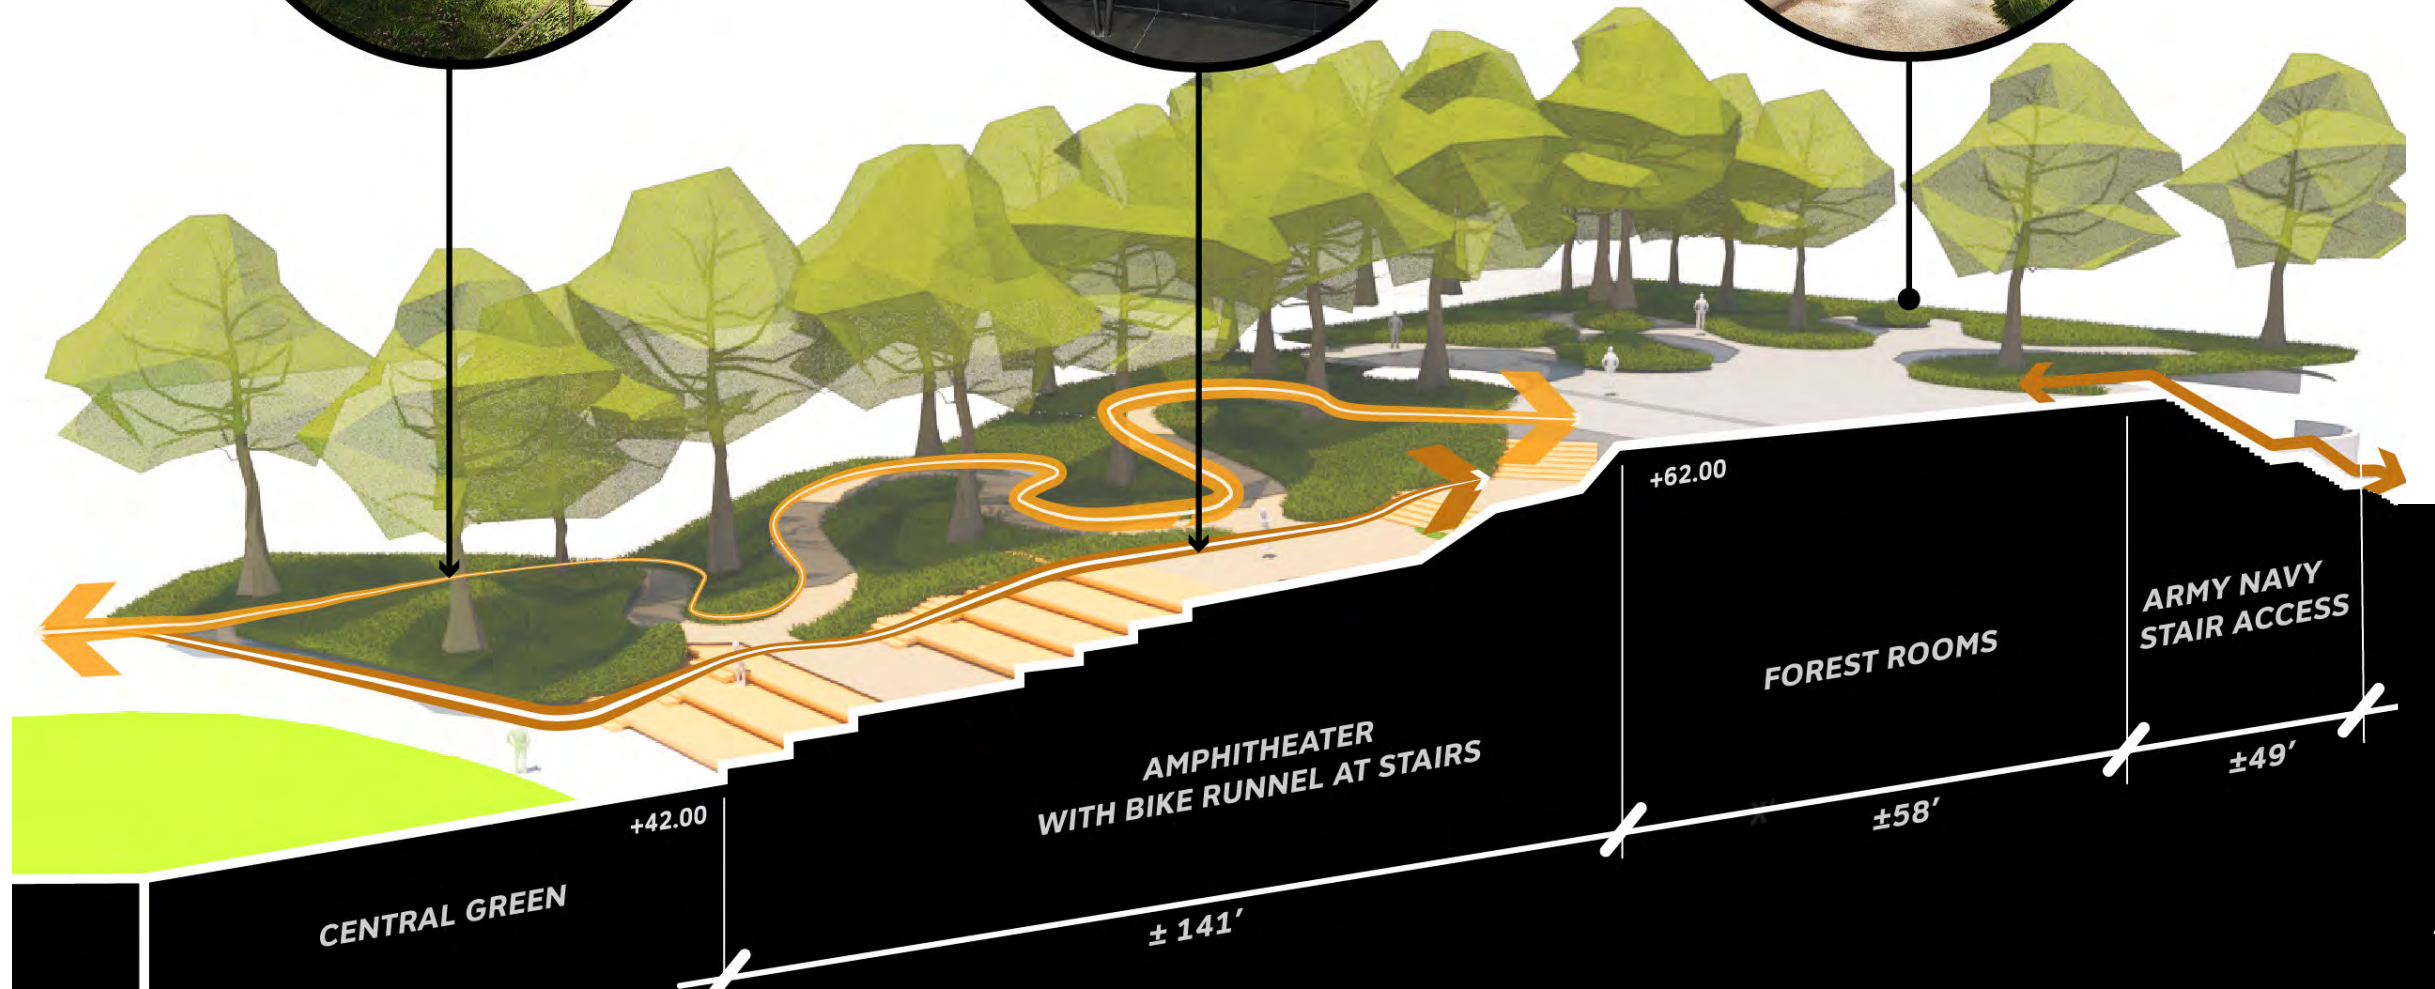 +62.00
ARMY NAVY
STAIR ACCESS
FOREST ROOMS
AMPHITHEATER
WITH BIKE RUNNEL AT STAIRS
+42.00
CENTRAL GREEN
±49′
±58′
± 141′